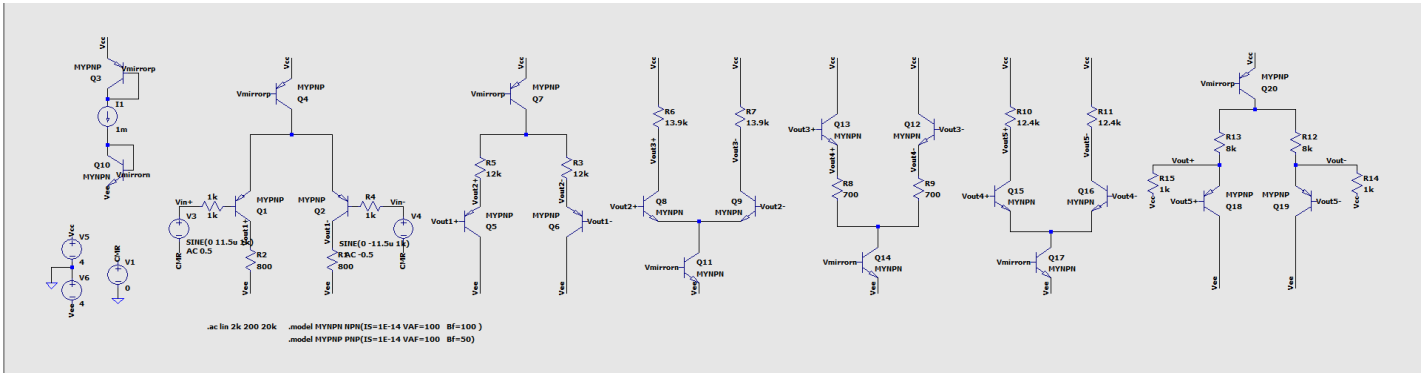 Vcc
MYPNP
Q3
Vmirrorp
I1
1m
Q10
MYNPN
Vmirrorn
Vee
Vcc
V5
4
V6
4
Vee
V1
0
Vcc
Vmirrorp
MYPNP
Q4
Vin+
1k
1k
MYPNP
Q1
V3
SINE(0 11.5u 1k)
AC 0.5
CMR
Vout1+
R2
800
Vee
MYPNP
Q2
R4
1k
Vin-
V4
SINE(0 -11.5u 1k)
AC -0.5
CMR
Vout1-
R1
800
Vee
Vcc
Vmirrorp
MYPNP
Q7
R5
12k
R3
12k
Vout2+
Vout2-
Vout1+
MYPNP
Q5
MYPNP
Q6
Vout1-
Vee
Vee
Vcc
Vcc
R6
13.9k
R7
13.9k
Vout3+
Vout3-
Vout2+
Q8
MYNPN
Q9
MYNPN
Vout2-
Vmirrorn
Q11
MYNPN
Vee
Vcc
Vcc
Vout3+
Q13
MYNPN
Q12
MYNPN
Vout3-
Vout4+
Vout4-
R8
700
R9
700
Vmirrorn
Q14
MYNPN
Vee
Vcc
Vcc
R10
12.4k
R11
12.4k
Vout5+
Vout5-
Vout4+
Q15
MYNPN
Q16
MYNPN
Vout4-
Vmirrorn
Q17
MYNPN
Vee
Vcc
Vmirrorp
MYPNP
Q20
R13
8k
R12
8k
Vout+
Vout-
R15
1k
R14
1k
Vcc
Vcc
Vout5+
MYPNP
Q18
MYPNP
Q19
Vout5-
Vee
Vee
.ac lin 2k 200 20k
.model MYNPN NPN(IS=1E-14 VAF=100 Bf=100 )
.model MYPNP PNP(IS=1E-14 VAF=100 Bf=50)